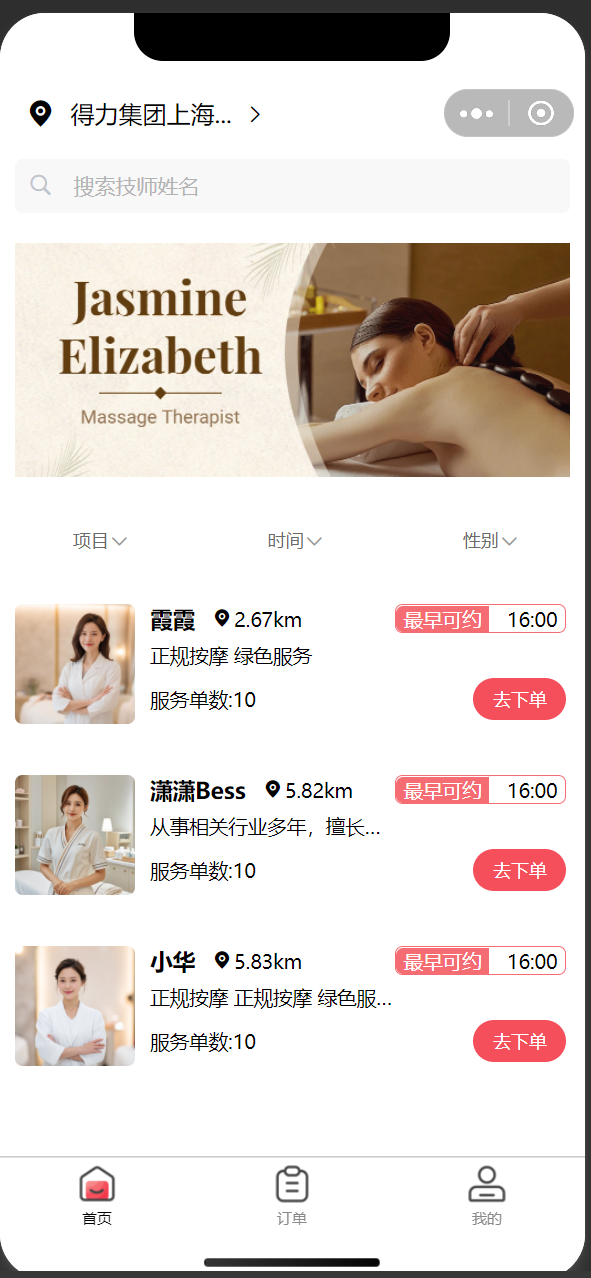 得力集团上海...
搜索技师姓名
Jasmine
Elizabeth
Massage Therapist
项目 时间 性别
霞霞 2.67km 最早可约 16:00
正规按摩 绿色服务
服务单数:10 去下单
潇潇Bess 5.82km 最早可约 16:00
从事相关行业多年，擅长...
服务单数:10 去下单
小华 5.83km 最早可约 16:00
正规按摩 正规按摩 绿色服...
服务单数:10 去下单
首页 订单 我的